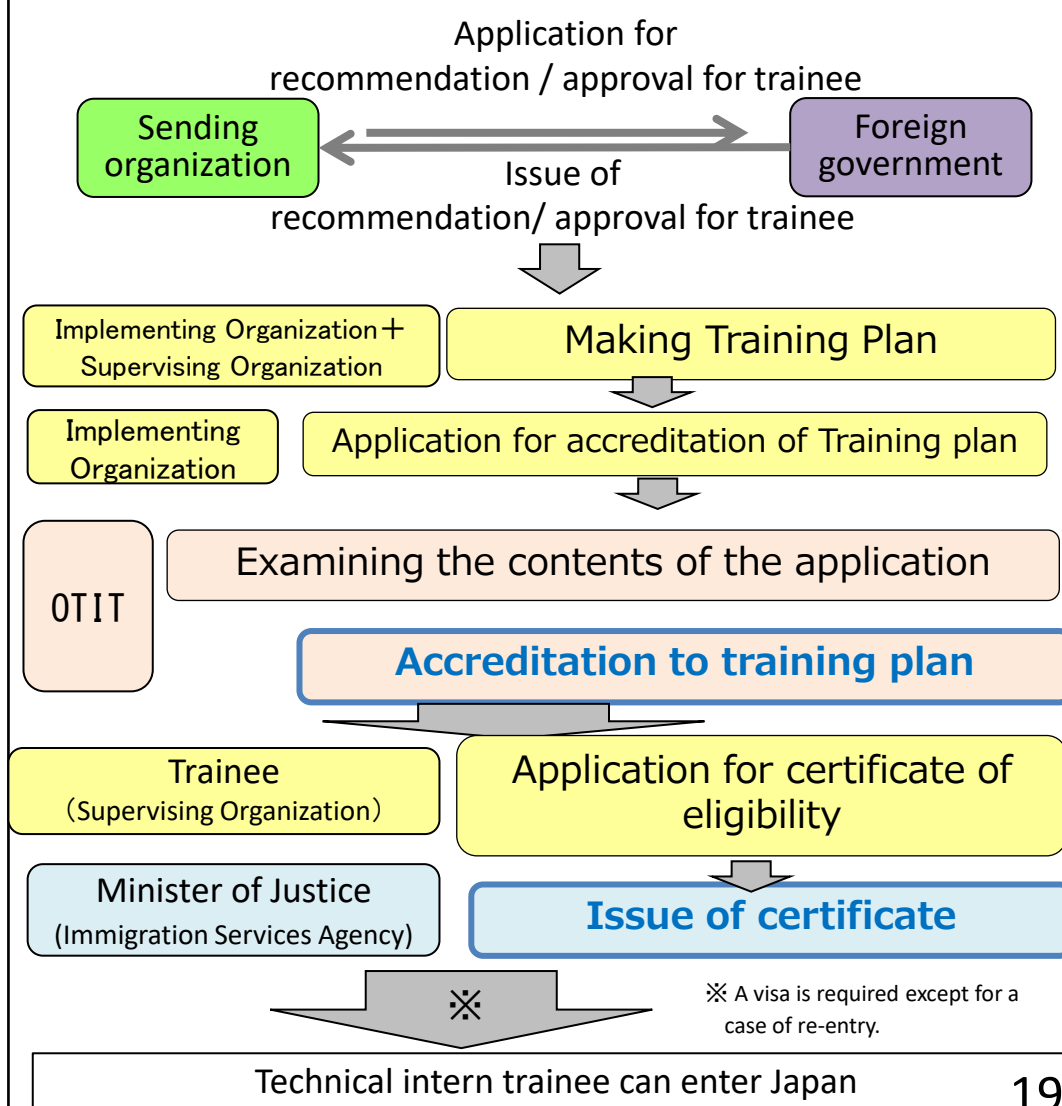 Application for
recommendation / approval for trainee
Sending
organization
Foreign
government
Issue of
recommendation/ approval for trainee
Implementing Organization＋
Supervising Organization
Making Training Plan
Implementing
Organization
Application for accreditation of Training plan
OTIT
Examining the contents of the application
Accreditation to training plan
Trainee
（Supervising Organization）
Application for certificate of
eligibility
Minister of Justice
(Immigration Services Agency)
Issue of certificate
※
※ A visa is required except for a
case of re-entry.
Technical intern trainee can enter Japan
19